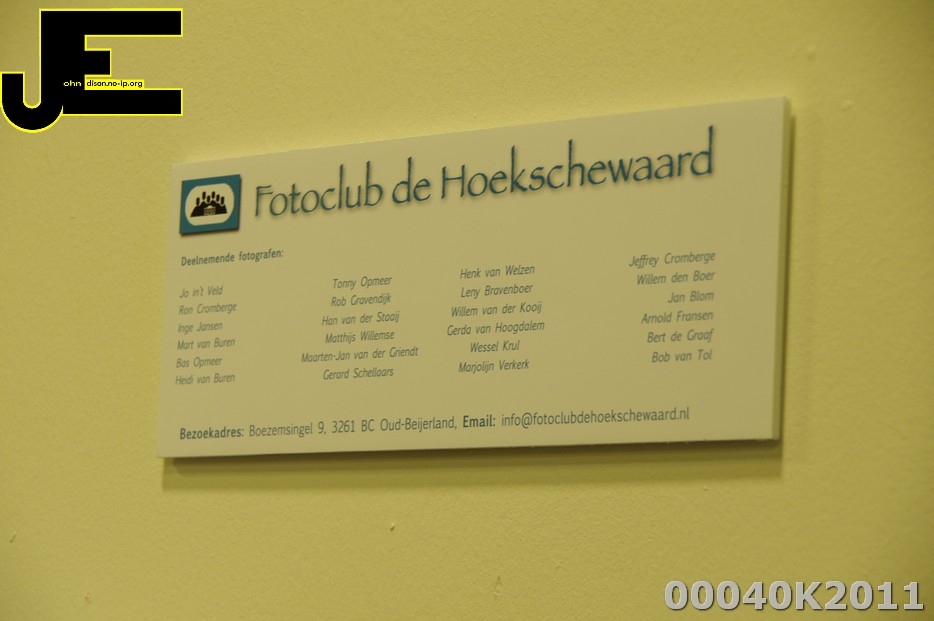 JE
John dison.no-ip.org
Fotoclub de Hoekschewaard
Deelnemende fotografen:
Jo in't Veld
Ron Cromberge
Inge Jansen
Mart van Buren
Bas Opmeer
Heidi van Buren
Tonny Opmeer
Rob Gravendijk
Han van der Staaij
Matthijs Willemse
Maarten-Jan van der Griendt
Gerard Schellaars
Henk van Welzen
Leny Bravenboer
Willem van der Kooij
Gerda van Hoogdalem
Wessel Krul
Marjolijn Verkerk
Jeffrey Cromberge
Willem den Boer
Jan Blom
Arnold Fransen
Bert de Graaf
Bob van Tol
Bezoekadres: Boezemsingel 9, 3261 BC Oud-Beijerland, Email: info@fotoclubdehoekschewaard.nl
00040K2011